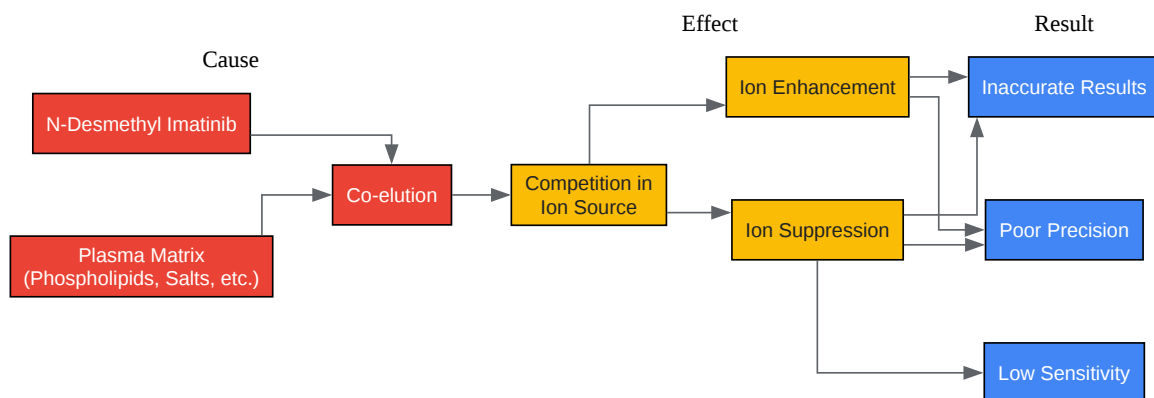 Cause
Effect
Result
N-Desmethyl Imatinib
Plasma Matrix
(Phospholipids, Salts, etc.)
Co-elution
Competition in
Ion Source
Ion Enhancement
Ion Suppression
Inaccurate Results
Poor Precision
Low Sensitivity